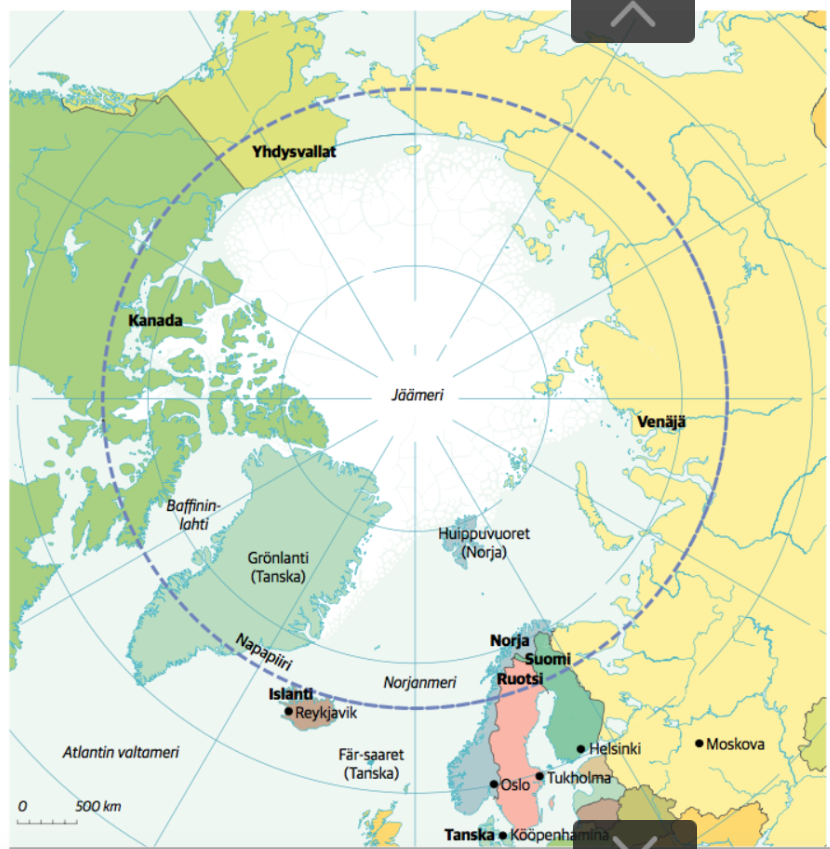 Yhdysvallat
Kanada
Jäämeri
Venäjä
Baffinin-
lahti
Huippuvuoret
(Norja)
Grönlanti
(Tanska)
Napapiiri
Norja
Suomi
Ruotsi
Norjanmeri
Islanti
Reykjavik
Atlantin valtameri
Fär-saaret
(Tanska)
Helsinki
Moskova
Tukholma
Oslo
0 500 km
Tanska Kööpenhamina